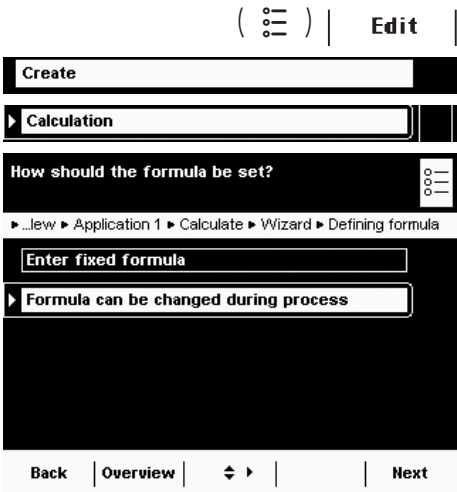 Edit
Create
Calculation
How should the formula be set?
...lew ▸ Application 1 ▸ Calculate ▸ Wizard ▸ Defining formula
Enter fixed formula
Formula can be changed during process
Back Overview Next